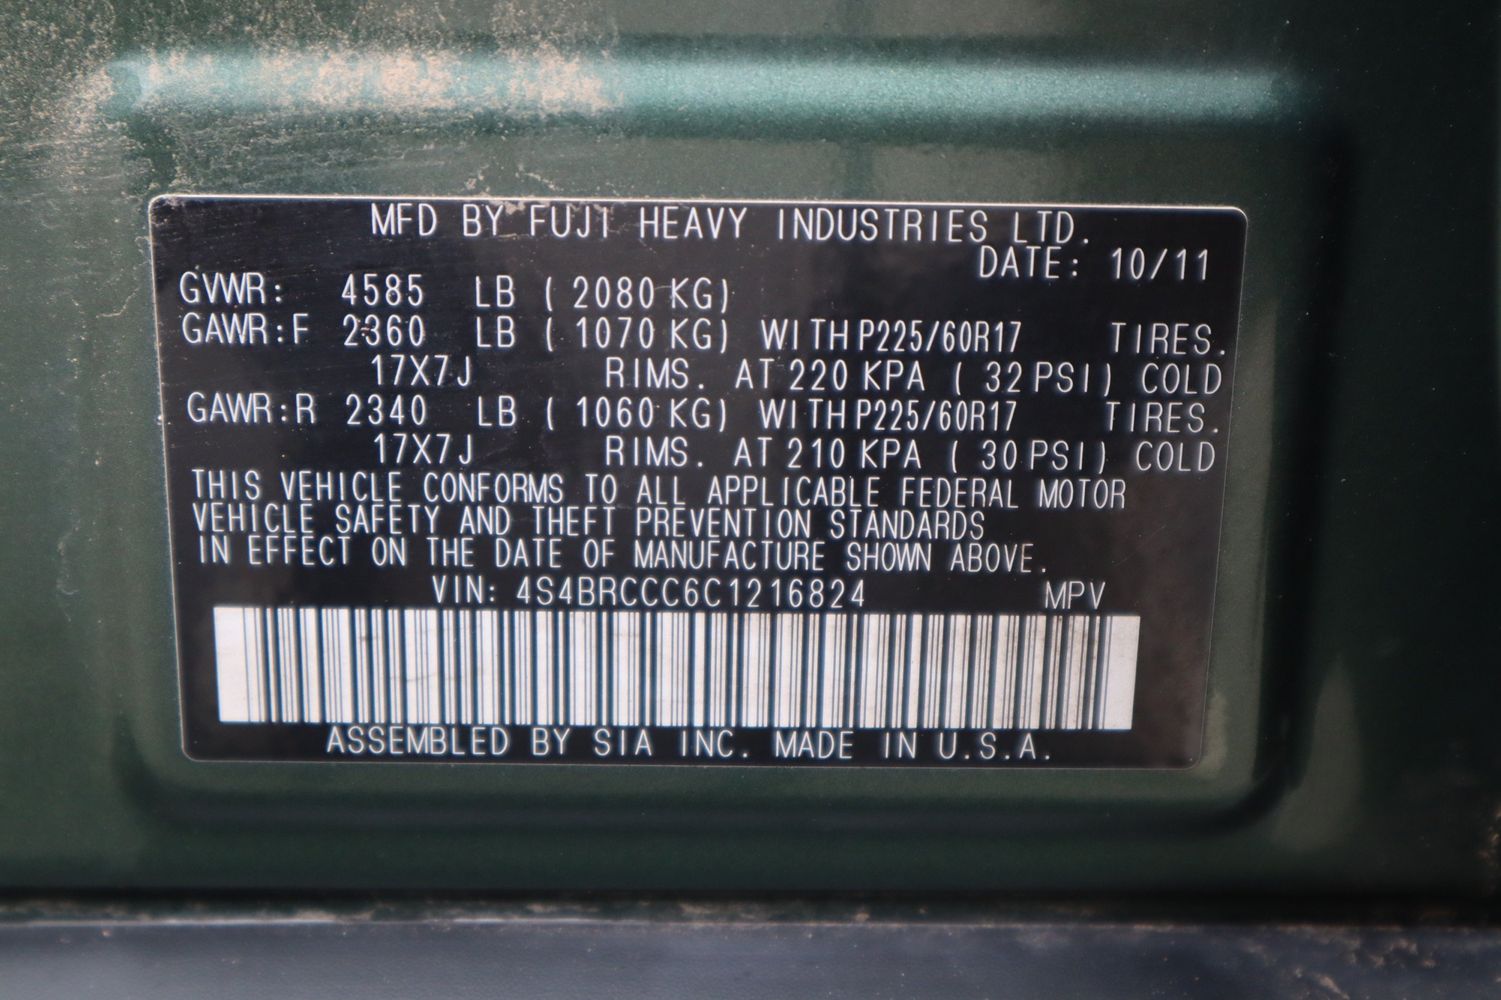 MFD BY FUJI HEAVY INDUSTRIES LTD.
DATE: 10/11
GVWR: 4585 LB ( 2080 KG)
GAWR:F 2360 LB ( 1070 KG) WITH P225/60R17 TIRES.
17X7J RIMS. AT 220 KPA ( 32 PSI) COLD
GAWR:R 2340 LB ( 1060 KG) WITH P225/60R17 TIRES.
17X7J RIMS. AT 210 KPA ( 30 PSI) COLD
THIS VEHICLE CONFORMS TO ALL APPLICABLE FEDERAL MOTOR
VEHICLE SAFETY AND THEFT PREVENTION STANDARDS
IN EFFECT ON THE DATE OF MANUFACTURE SHOWN ABOVE.
VIN: 4S4BRCCC6C1216824 MPV
ASSEMBLED BY SIA INC. MADE IN U.S.A.